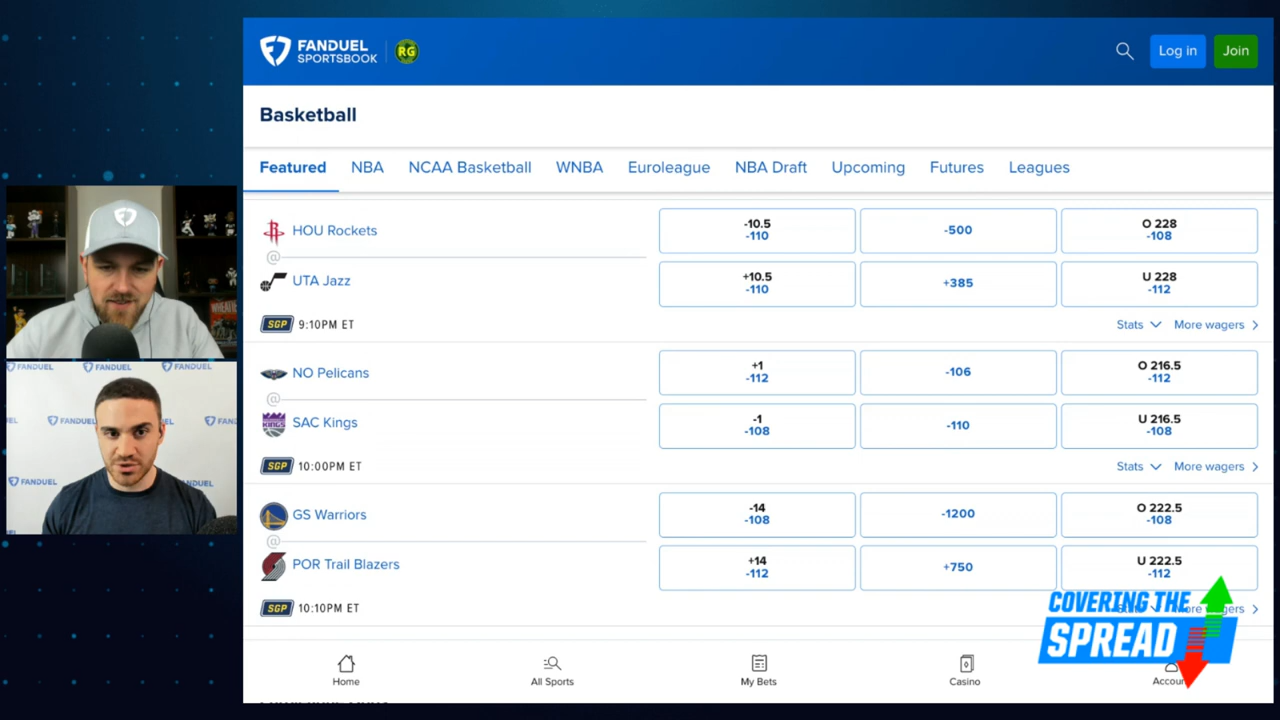 FANDUEL
SPORTSBOOK
RG
Log in
Join
Basketball
Featured
NBA
NCAA Basketball
WNBA
Euroleague
NBA Draft
Upcoming
Futures
Leagues
HOU Rockets
-10.5
-110
-500
O 228
-108
@
UTA Jazz
+10.5
-110
+385
U 228
-112
SGP 9:10PM ET
Stats
More wagers
NO Pelicans
+1
-112
-106
O 216.5
-112
@
SAC Kings
-1
-108
-110
U 216.5
-108
SGP 10:00PM ET
Stats
More wagers
GS Warriors
-14
-108
-1200
O 222.5
-108
@
POR Trail Blazers
+14
-112
+750
U 222.5
-112
SGP 10:10PM ET
COVERING THE
SPREAD
Home
All Sports
My Bets
Casino
FANDUEL
FANDUEL
FANDUEL
FANDUEL
FANDUEL